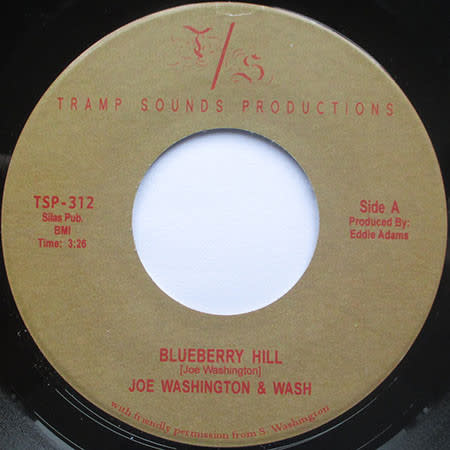 T/S
TRAMP SOUNDS PRODUCTIONS
TSP-312
Silas Pub.
BMI
Time: 3:26
Side A
Produced By:
Eddie Adams
BLUEBERRY HILL
[Joe Washington]
JOE WASHINGTON & WASH
with friendly permission from S. Washington